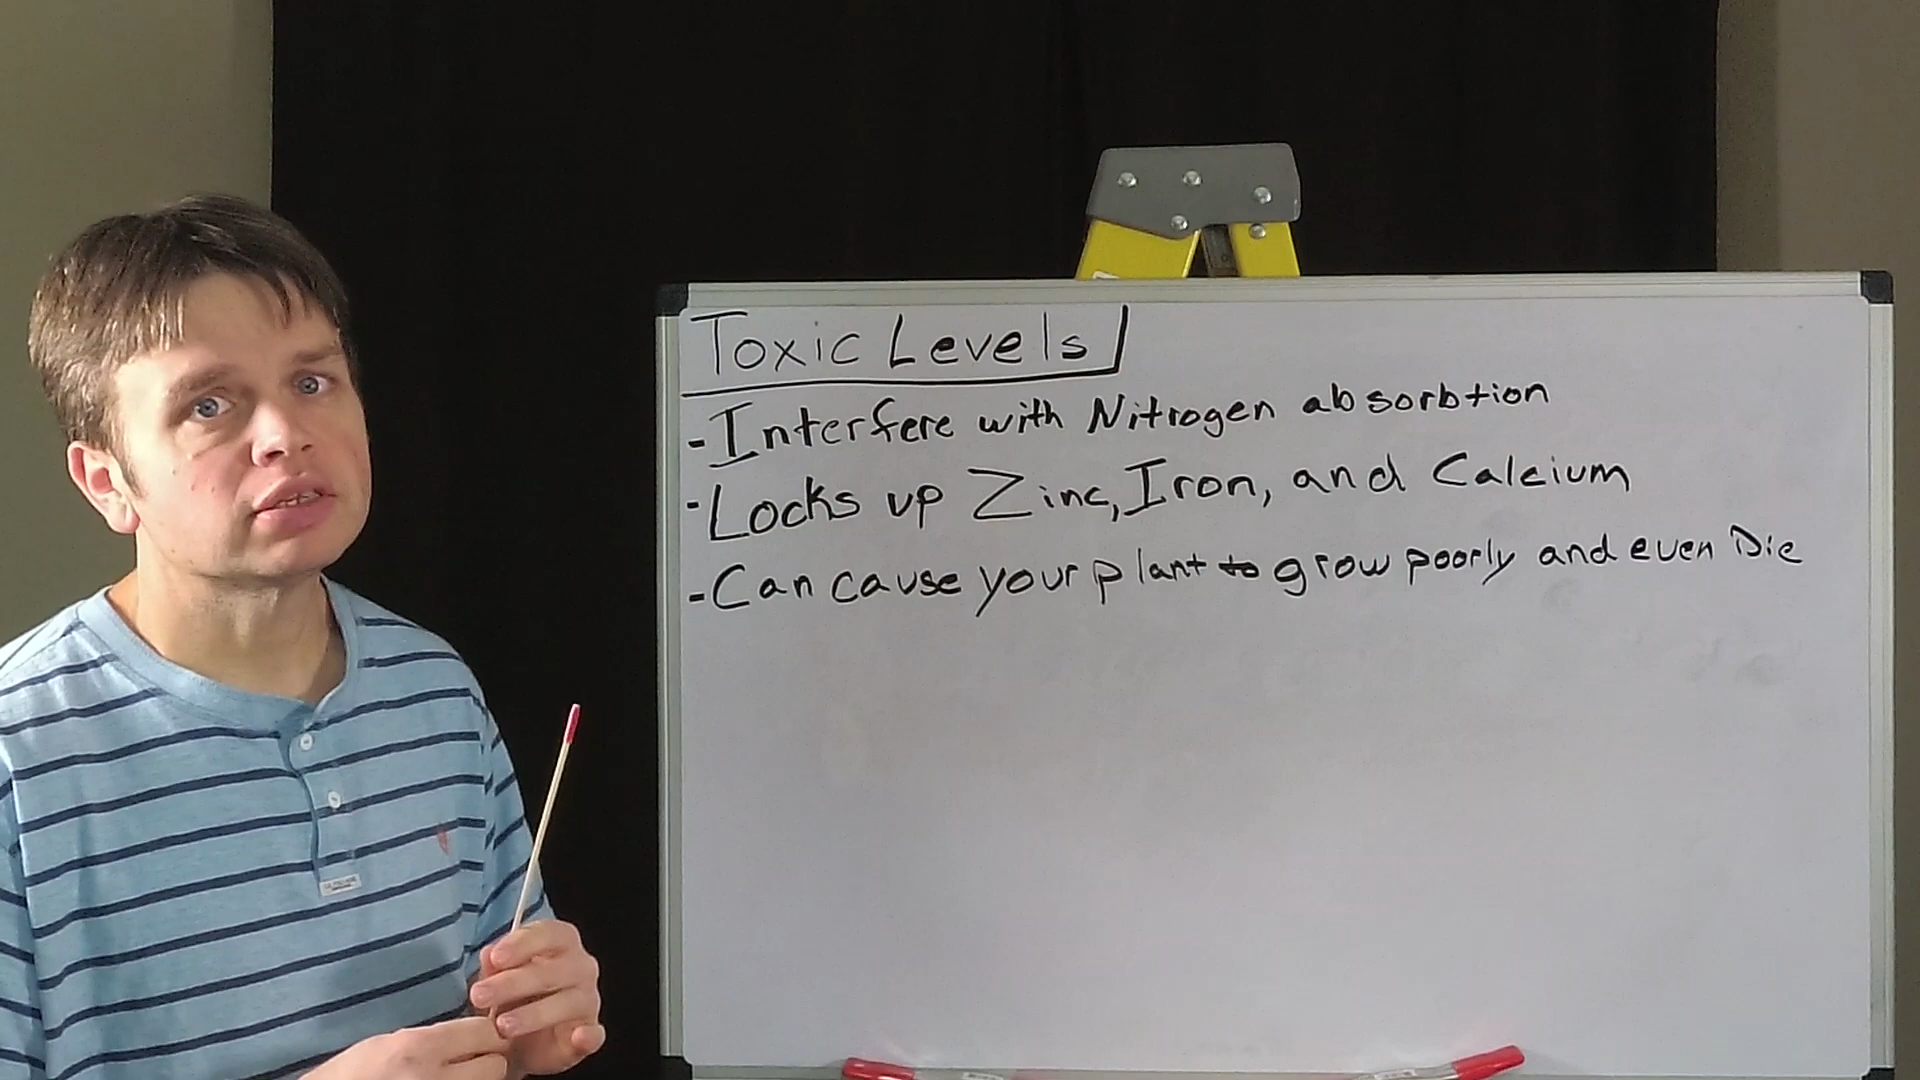 Toxic Levels
- Interfere with Nitrogen absorbtion
- Locks up Zinc, Iron, and Calcium
- Can cause your plant to grow poorly and even Die